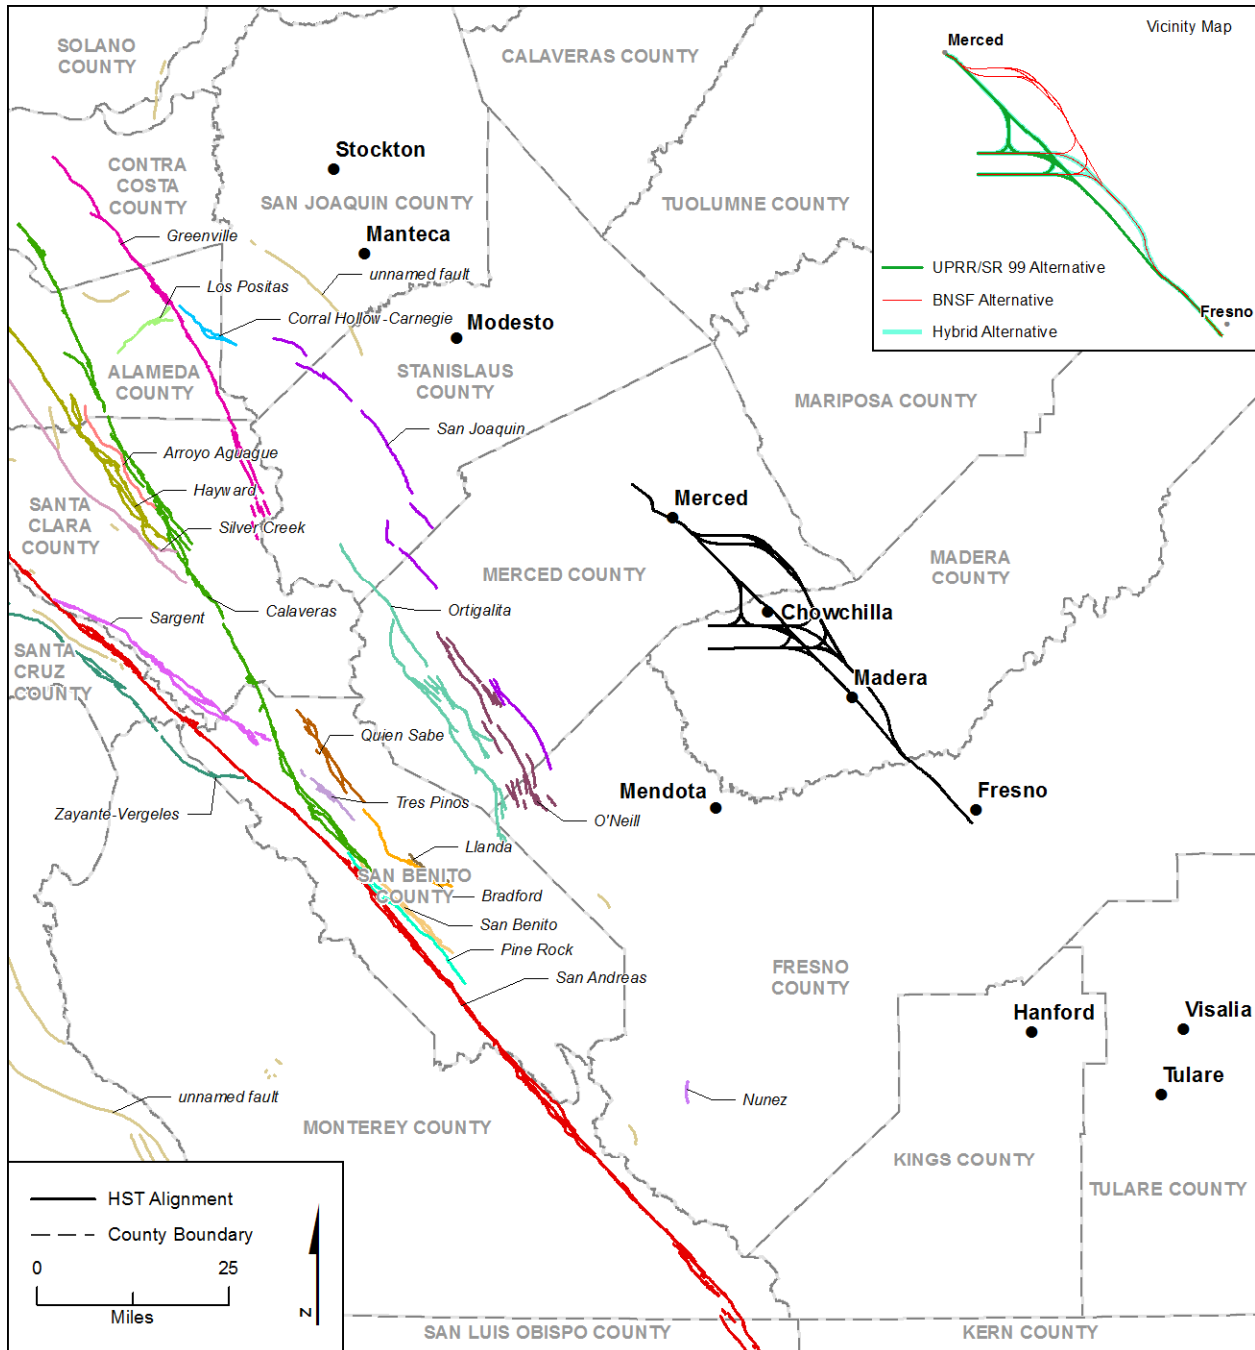 SOLANO
COUNTY
CALAVERAS COUNTY
Vicinity Map
Merced
UPRR/SR 99 Alternative
BNSF Alternative
Hybrid Alternative
Fresno
CONTRA
COSTA
COUNTY
Stockton
SAN JOAQUIN COUNTY
TUOLUMNE COUNTY
Greenville
Manteca
unnamed fault
Los Positas
Corral Hollow-Carnegie
Modesto
ALAMEDA
COUNTY
STANISLAUS
COUNTY
MARIPOSA COUNTY
San Joaquin
Arroyo Aguague
Hayward
Silver Creek
SANTA
CLARA
COUNTY
Merced
MADERA
COUNTY
MERCED COUNTY
Calaveras
Ortigalita
Chowchilla
Sargent
SANTA
CRUZ
COUNTY
Madera
Quien Sabe
Tres Pinos
Zayante-Vergeles
Mendota
Fresno
O'Neill
Llanda
SAN BENITO
COUNTY
Bradford
San Benito
Pine Rock
San Andreas
FRESNO
COUNTY
Hanford
Visalia
Tulare
Nunez
unnamed fault
MONTEREY COUNTY
KINGS COUNTY
TULARE COUNTY
HST Alignment
County Boundary
0 25
Miles
N
SAN LUIS OBISPO COUNTY
KERN COUNTY